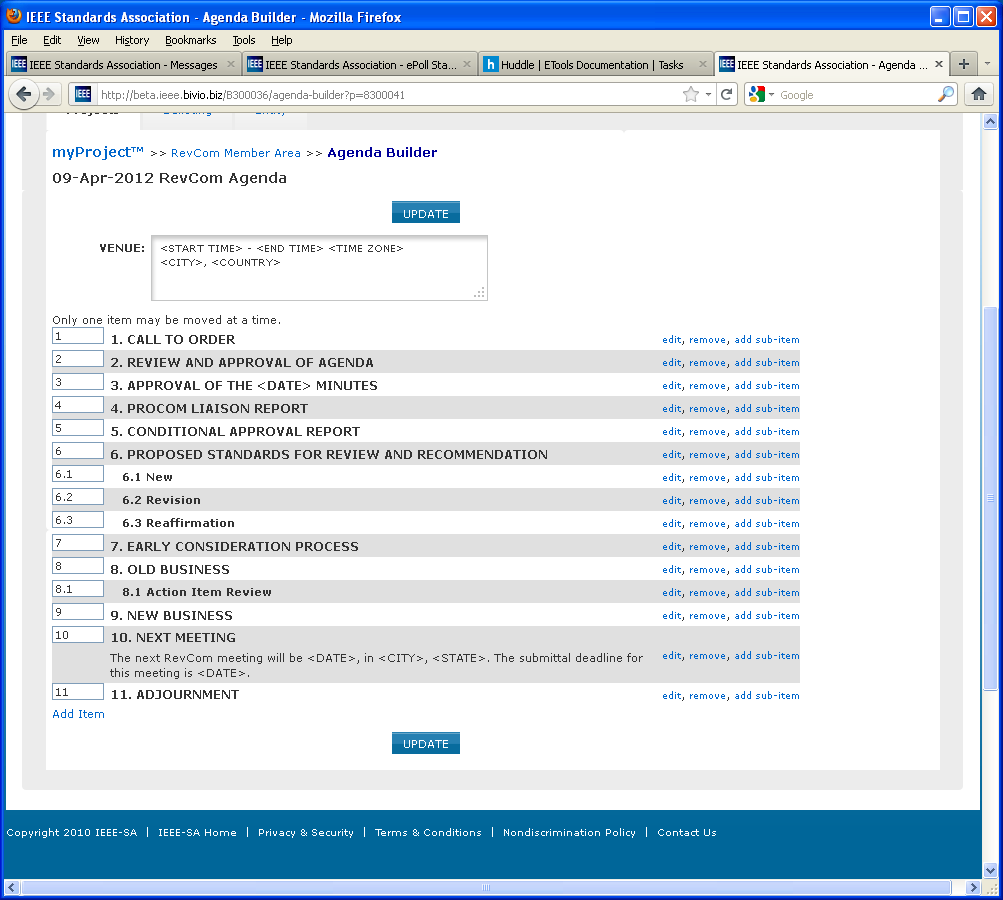 IEEE Standards Association - Agenda Builder - Mozilla Firefox
File Edit View History Bookmarks Tools Help
IEEE IEEE Standards Association - Messages
IEEE IEEE Standards Association - ePoll Sta...
h Huddle | ETools Documentation | Tasks
IEEE IEEE Standards Association - Agenda ...
IEEE http://beta.ieee.bivio.biz/B300036/agenda-builder?p=8300041
Google
myProject™ >> RevCom Member Area >> Agenda Builder
09-Apr-2012 RevCom Agenda
UPDATE
VENUE: <START TIME> - <END TIME> <TIME ZONE>
<CITY>, <COUNTRY>
Only one item may be moved at a time.
1 1. CALL TO ORDER edit, remove, add sub-item
2 2. REVIEW AND APPROVAL OF AGENDA edit, remove, add sub-item
3 3. APPROVAL OF THE <DATE> MINUTES edit, remove, add sub-item
4 4. PROCOM LIAISON REPORT edit, remove, add sub-item
5 5. CONDITIONAL APPROVAL REPORT edit, remove, add sub-item
6 6. PROPOSED STANDARDS FOR REVIEW AND RECOMMENDATION edit, remove, add sub-item
6.1 6.1 New edit, remove, add sub-item
6.2 6.2 Revision edit, remove, add sub-item
6.3 6.3 Reaffirmation edit, remove, add sub-item
7 7. EARLY CONSIDERATION PROCESS edit, remove, add sub-item
8 8. OLD BUSINESS edit, remove, add sub-item
8.1 8.1 Action Item Review edit, remove, add sub-item
9 9. NEW BUSINESS edit, remove, add sub-item
10 10. NEXT MEETING
The next RevCom meeting will be <DATE>, in <CITY>, <STATE>. The submittal deadline for edit, remove, add sub-item
this meeting is <DATE>.
11 11. ADJOURNMENT edit, remove, add sub-item
Add Item
UPDATE
Copyright 2010 IEEE-SA | IEEE-SA Home | Privacy & Security | Terms & Conditions | Nondiscrimination Policy | Contact Us